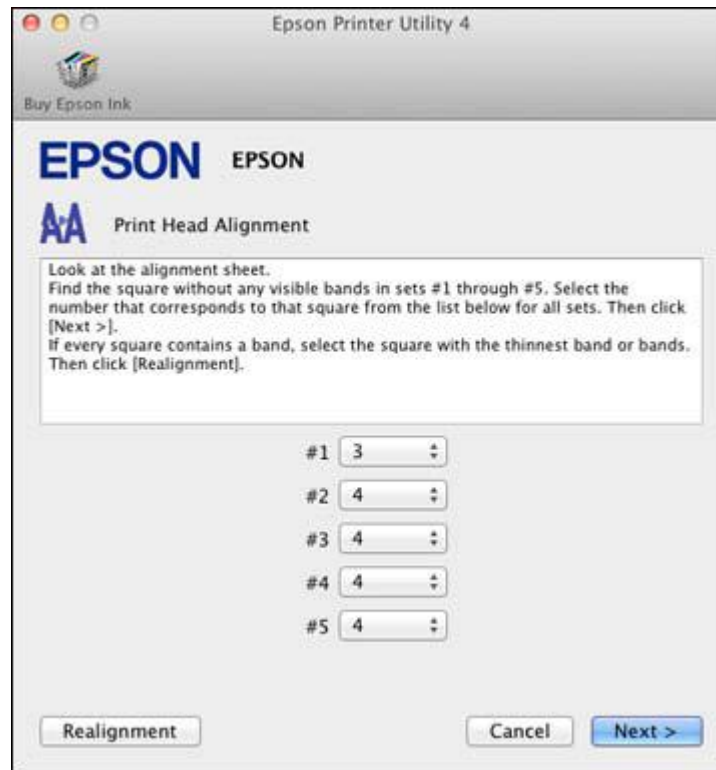 Epson Printer Utility 4
Buy Epson Ink
EPSON EPSON
Print Head Alignment
Look at the alignment sheet.
Find the square without any visible bands in sets #1 through #5. Select the
number that corresponds to that square from the list below for all sets. Then click
[Next >].
If every square contains a band, select the square with the thinnest band or bands.
Then click [Realignment].
#1 3
#2 4
#3 4
#4 4
#5 4
Realignment Cancel Next >